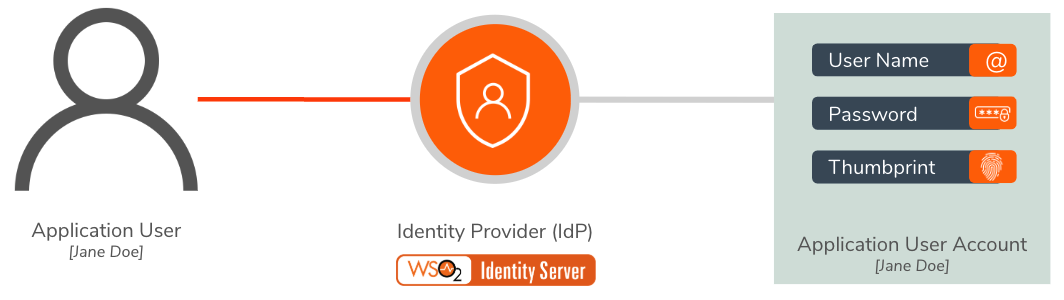 Application User
[Jane Doe]
Identity Provider (IdP)
WSO2 Identity Server
User Name @
Password ***
Thumbprint
Application User Account
[Jane Doe]